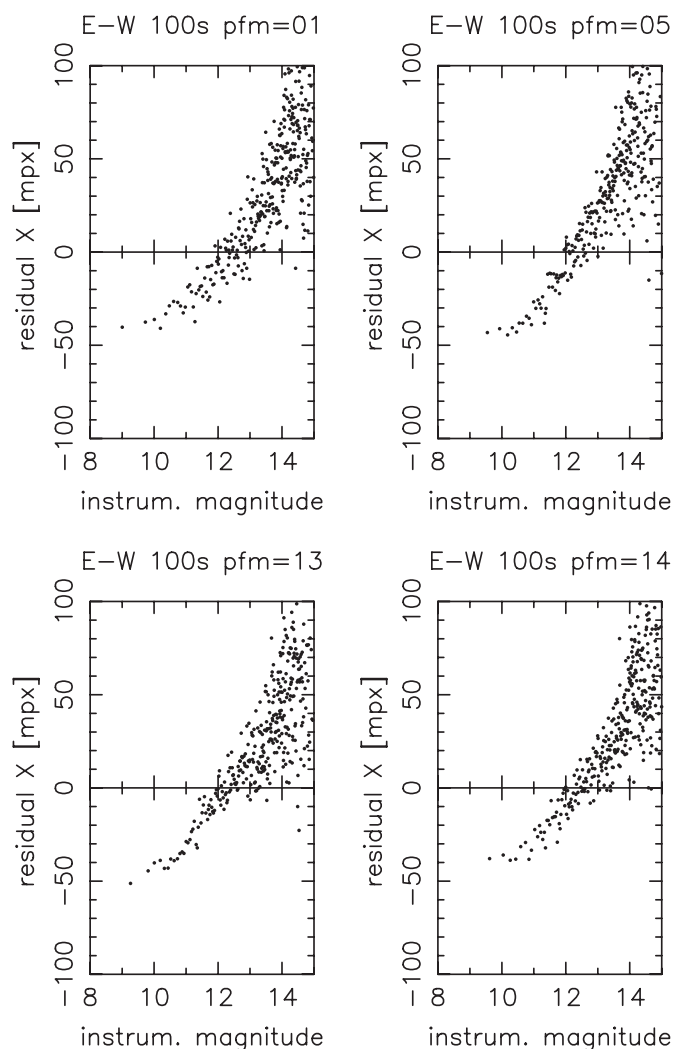 E-W 100s pfm=01
E-W 100s pfm=05
100
50
0
-50
-100
residual X [mpx]
8 10 12 14
instrum. magnitude
100
50
0
-50
-100
residual X [mpx]
8 10 12 14
instrum. magnitude
E-W 100s pfm=13
E-W 100s pfm=14
100
50
0
-50
-100
residual X [mpx]
8 10 12 14
instrum. magnitude
100
50
0
-50
-100
residual X [mpx]
8 10 12 14
instrum. magnitude